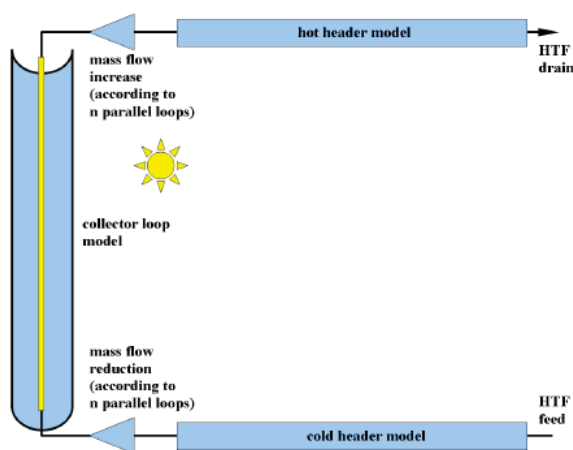 hot header model
HTF
drain
mass flow
increase
(according to
n parallel loops)
collector loop
model
mass flow
reduction
(according to
n parallel loops)
HTF
feed
cold header model